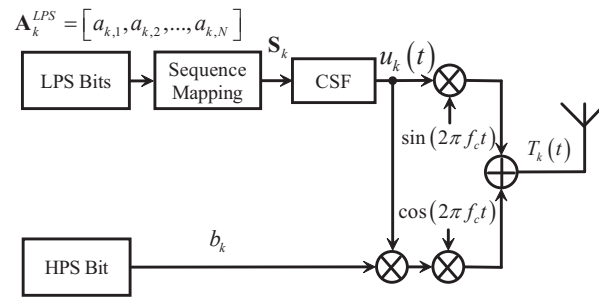 𝐀_k^{LPS} = [a_{k,1}, a_{k,2}, ..., a_{k,N}]
LPS Bits
Sequence Mapping
𝐒_k
CSF
u_k(t)
sin(2πf_c t)
T_k(t)
cos(2πf_c t)
HPS Bit
b_k